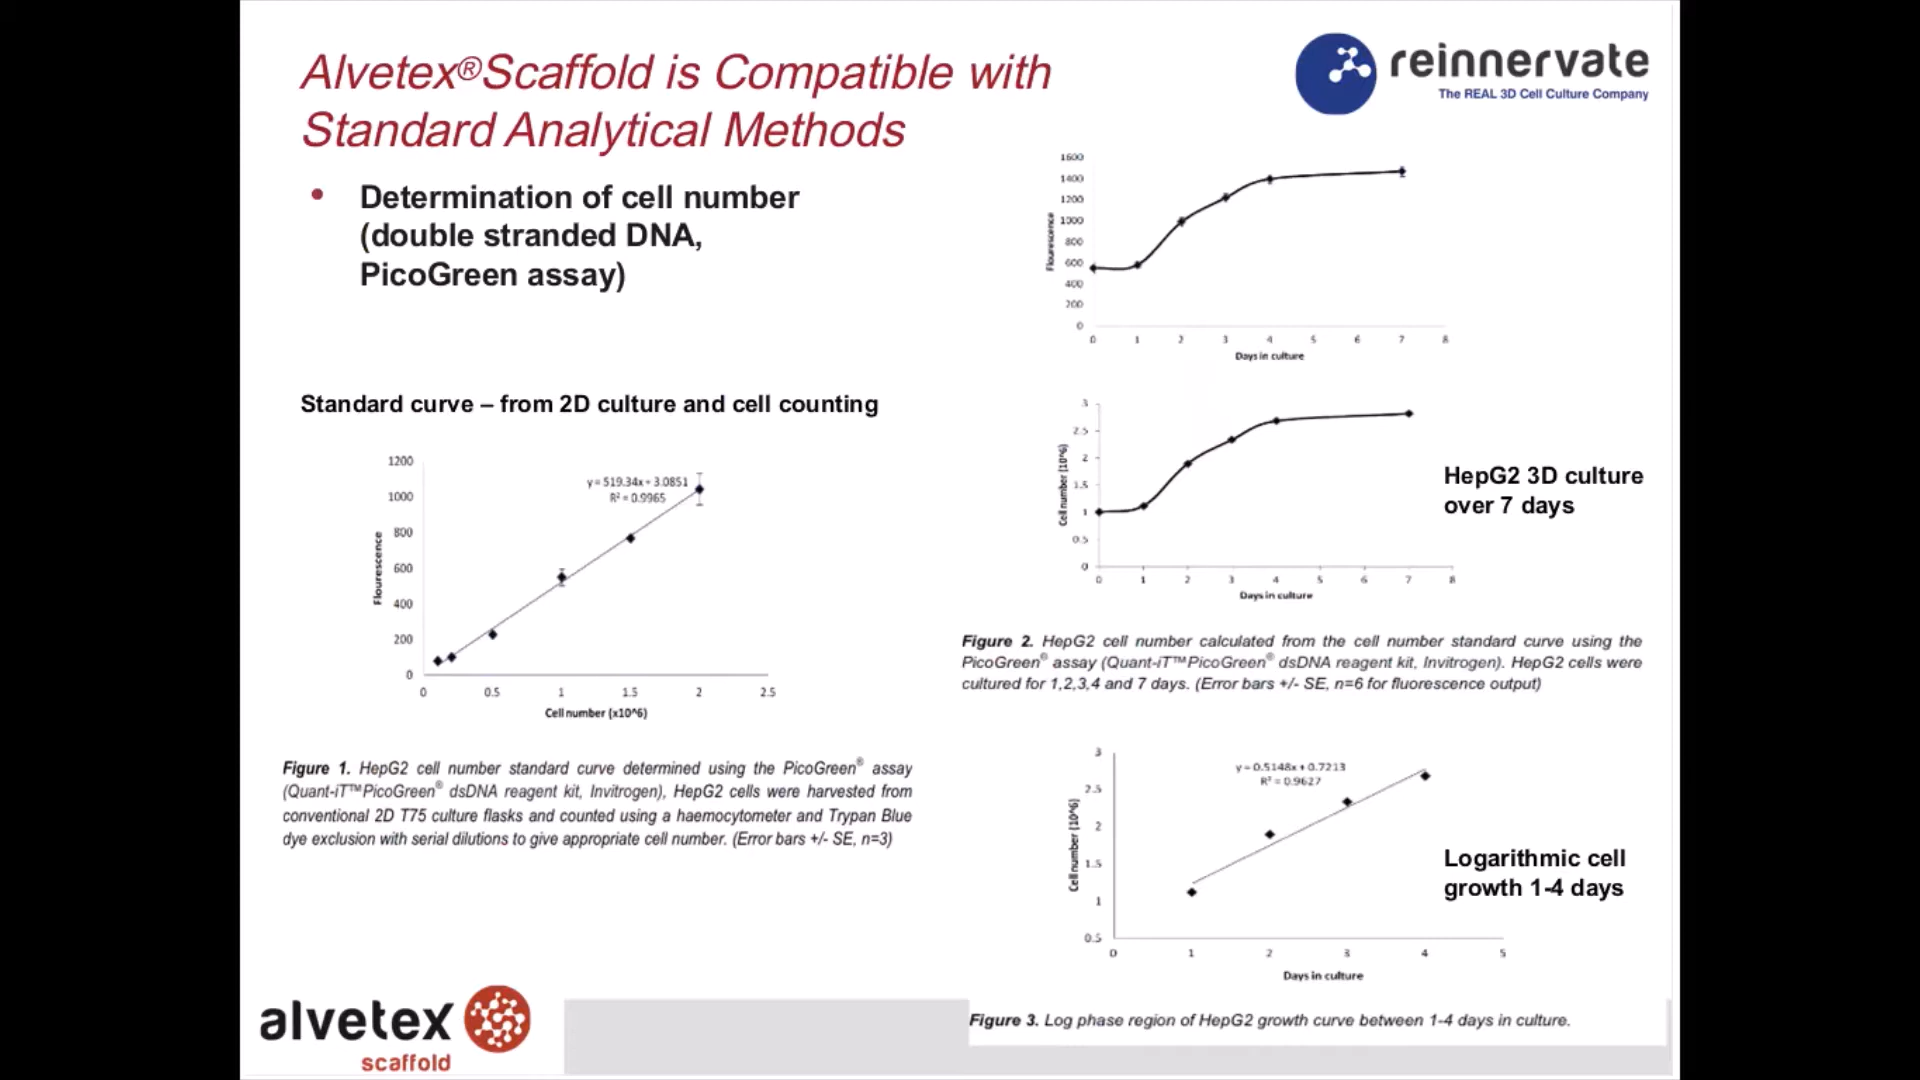 Alvetex®Scaffold is Compatible with
Standard Analytical Methods
reinnervate
The REAL 3D Cell Culture Company
• Determination of cell number
(double stranded DNA,
PicoGreen assay)
Standard curve – from 2D culture and cell counting
1200
1000
800
600
400
200
0
Flourescence
y = 519.34x + 3.0851
R² = 0.9965
0 0.5 1 1.5 2 2.5
Cell number (x10^6)
Figure 1. HepG2 cell number standard curve determined using the PicoGreen® assay
(Quant-iT™PicoGreen® dsDNA reagent kit, Invitrogen), HepG2 cells were harvested from
conventional 2D T75 culture flasks and counted using a haemocytometer and Trypan Blue
dye exclusion with serial dilutions to give appropriate cell number. (Error bars +/- SE, n=3)
1600
1400
1200
1000
800
600
400
200
0
Flourescence
0 1 2 3 4 5 6 7 8
Days in culture
3
2.5
2
1.5
1
0.5
0
Cell number (10^6)
0 1 2 3 4 5 6 7 8
Days in culture
HepG2 3D culture
over 7 days
Figure 2. HepG2 cell number calculated from the cell number standard curve using the
PicoGreen® assay (Quant-iT™PicoGreen® dsDNA reagent kit, Invitrogen). HepG2 cells were
cultured for 1,2,3,4 and 7 days. (Error bars +/- SE, n=6 for fluorescence output)
3
2.5
2
1.5
1
0.5
Cell number (10^6)
y = 0.5148x + 0.7213
R² = 0.9627
0 1 2 3 4 5
Days in culture
Logarithmic cell
growth 1-4 days
Figure 3. Log phase region of HepG2 growth curve between 1-4 days in culture.
alvetex
scaffold